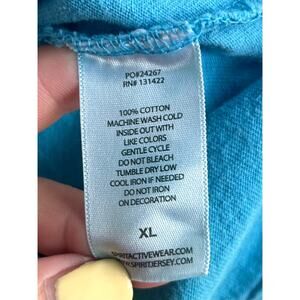 PO#24267
RN# 131422
100% COTTON
MACHINE WASH COLD
INSIDE OUT WITH
LIKE COLORS
GENTLE CYCLE
DO NOT BLEACH
TUMBLE DRY LOW
COOL IRON IF NEEDED
DO NOT IRON
ON DECORATION
XL
SPIRITACTIVEWEAR.COM
WWW.SPIRITJERSEY.COM